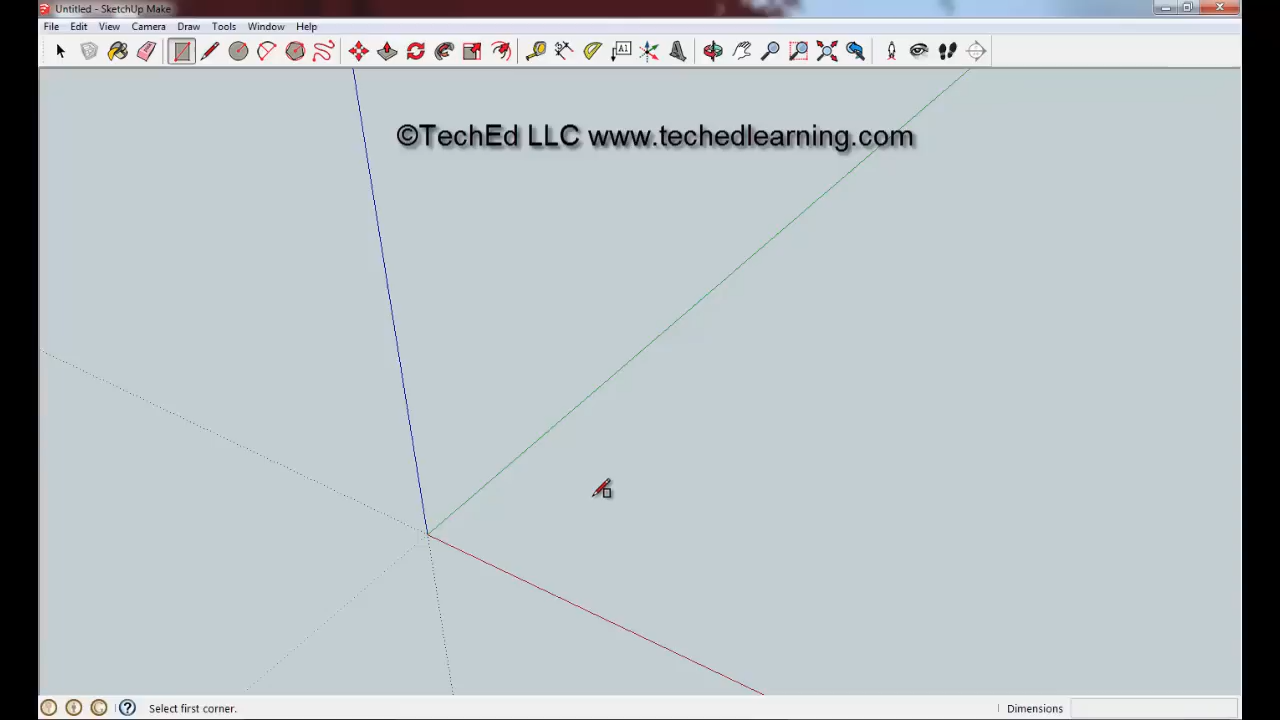 Untitled - SketchUp Make
File Edit View Camera Draw Tools Window Help
A1
©TechEd LLC www.techedlearning.com
Select first corner.
Dimensions